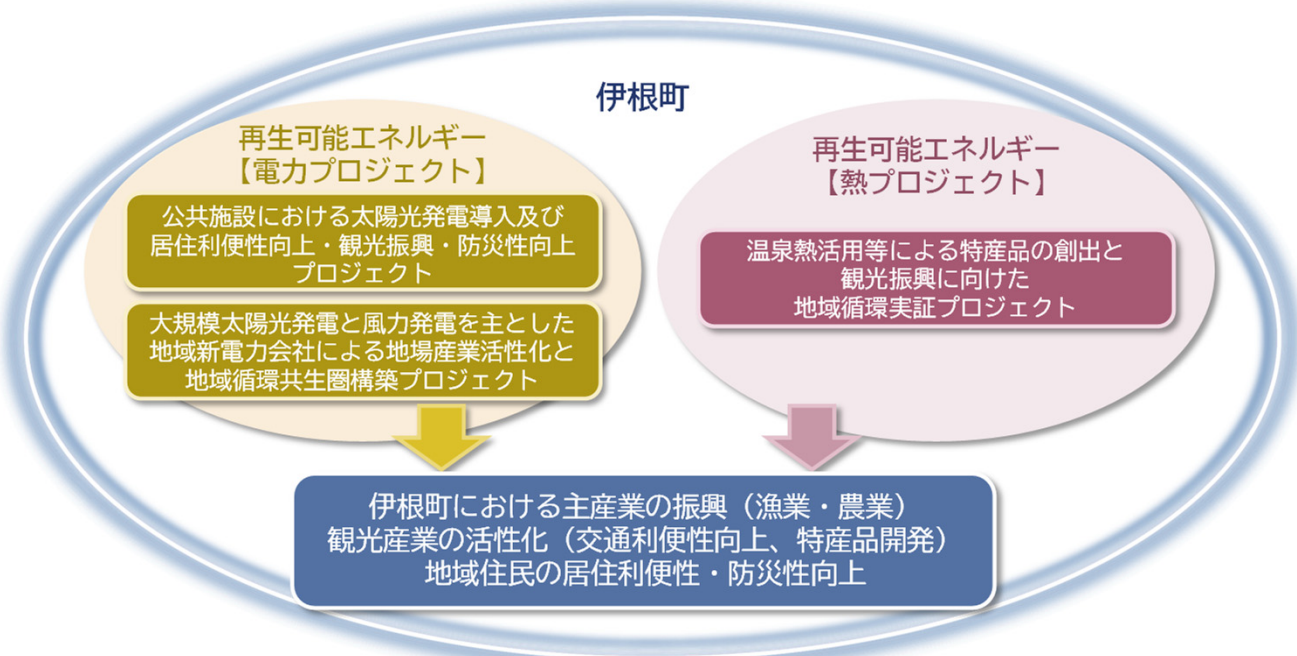 伊根町
再生可能エネルギー
【電力プロジェクト】
公共施設における太陽光発電導入及び
居住利便性向上・観光振興・防災性向上
プロジェクト
大規模太陽光発電と風力発電を主とした
地域新電力会社による地場産業活性化と
地域循環共生圏構築プロジェクト
再生可能エネルギー
【熱プロジェクト】
温泉熱活用等による特産品の創出と
観光振興に向けた
地域循環実証プロジェクト
伊根町における主産業の振興（漁業・農業）
観光産業の活性化（交通利便性向上、特産品開発）
地域住民の居住利便性・防災性向上